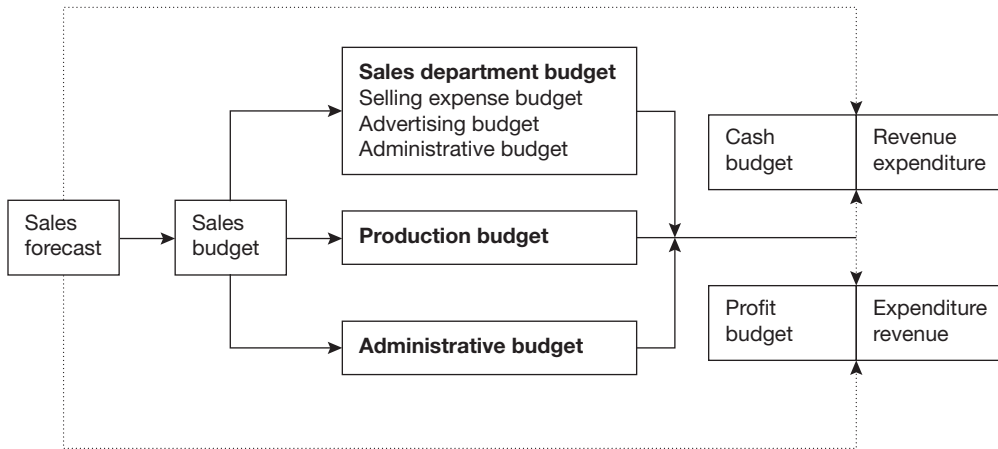 Sales
forecast
Sales
budget
Sales department budget
Selling expense budget
Advertising budget
Administrative budget
Production budget
Administrative budget
Cash
budget
Revenue
expenditure
Profit
budget
Expenditure
revenue